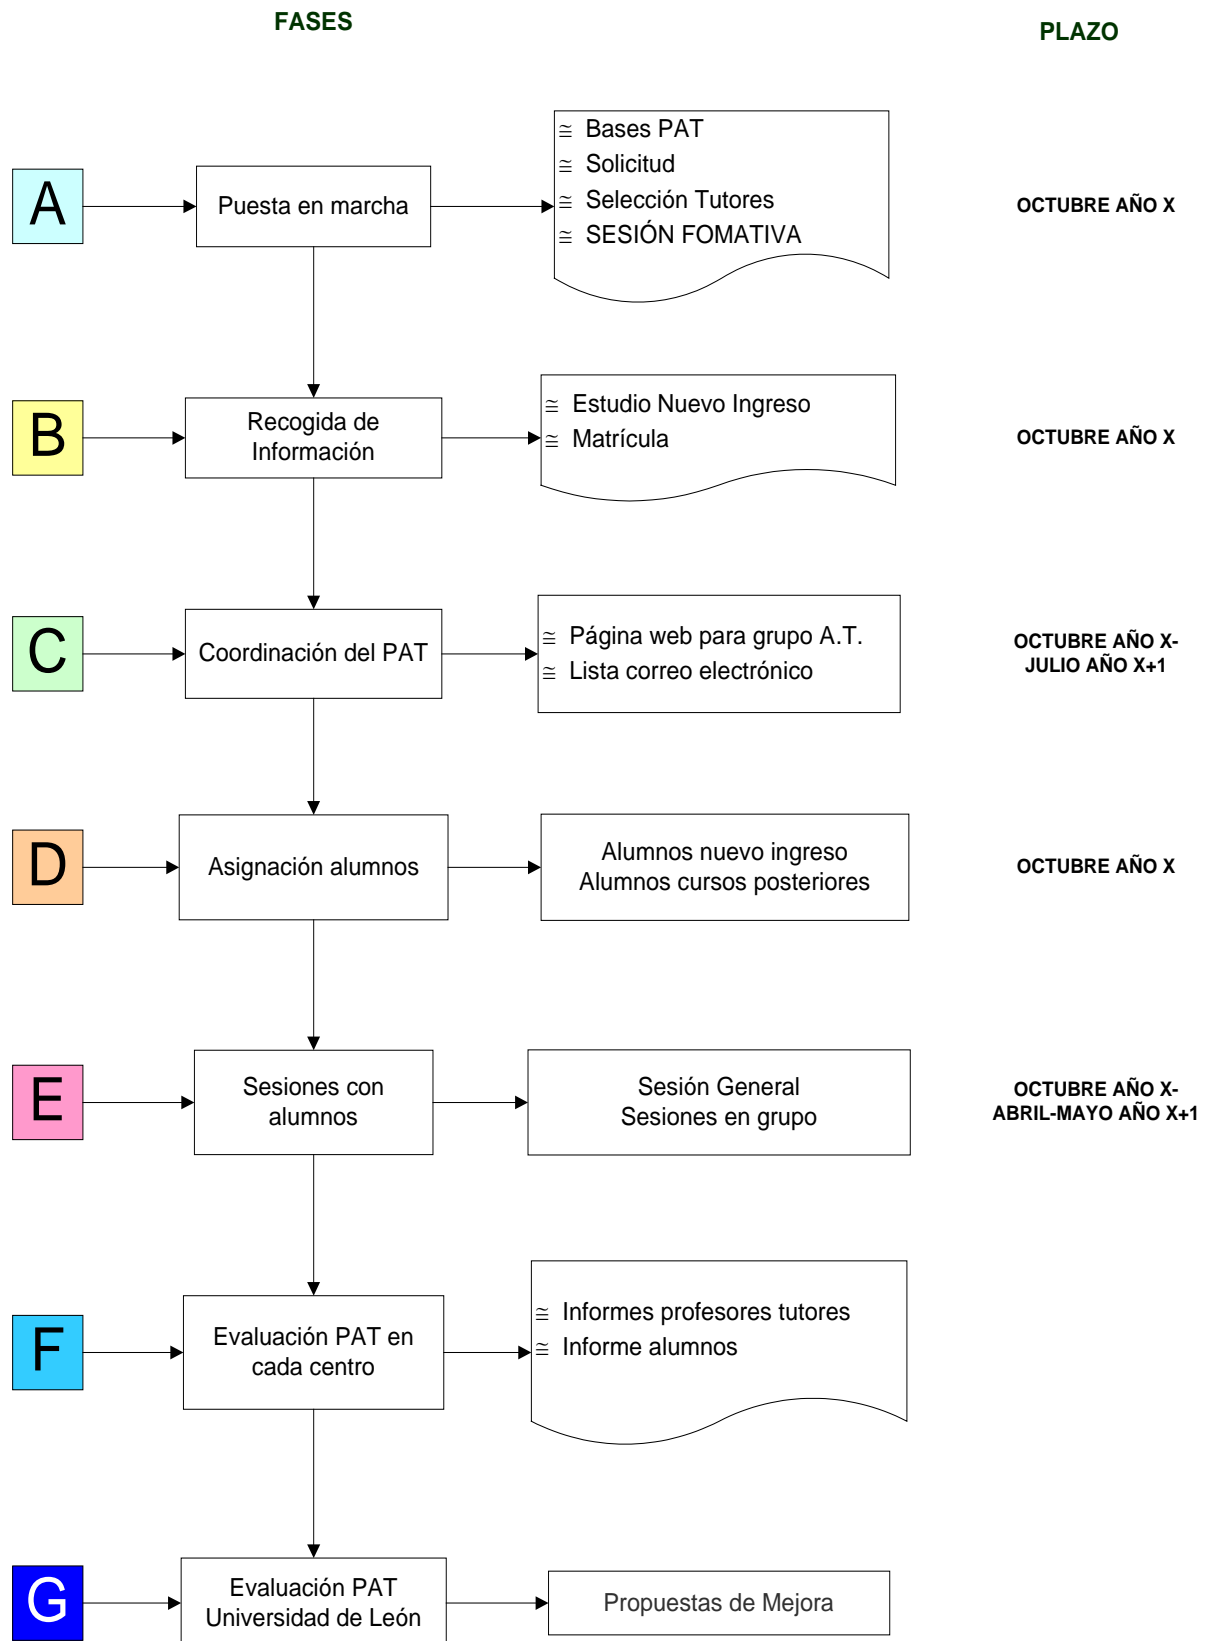 FASES
PLAZO
A
Puesta en marcha
≅ Bases PAT
≅ Solicitud
≅ Selección Tutores
≅ SESIÓN FOMATIVA
OCTUBRE AÑO X
B
Recogida de
Información
≅ Estudio Nuevo Ingreso
≅ Matrícula
OCTUBRE AÑO X
C
Coordinación del PAT
≅ Página web para grupo A.T.
≅ Lista correo electrónico
OCTUBRE AÑO X-
JULIO AÑO X+1
D
Asignación alumnos
Alumnos nuevo ingreso
Alumnos cursos posteriores
OCTUBRE AÑO X
E
Sesiones con
alumnos
Sesión General
Sesiones en grupo
OCTUBRE AÑO X-
ABRIL-MAYO AÑO X+1
F
Evaluación PAT en
cada centro
≅ Informes profesores tutores
≅ Informe alumnos
G
Evaluación PAT
Universidad de León
Propuestas de Mejora